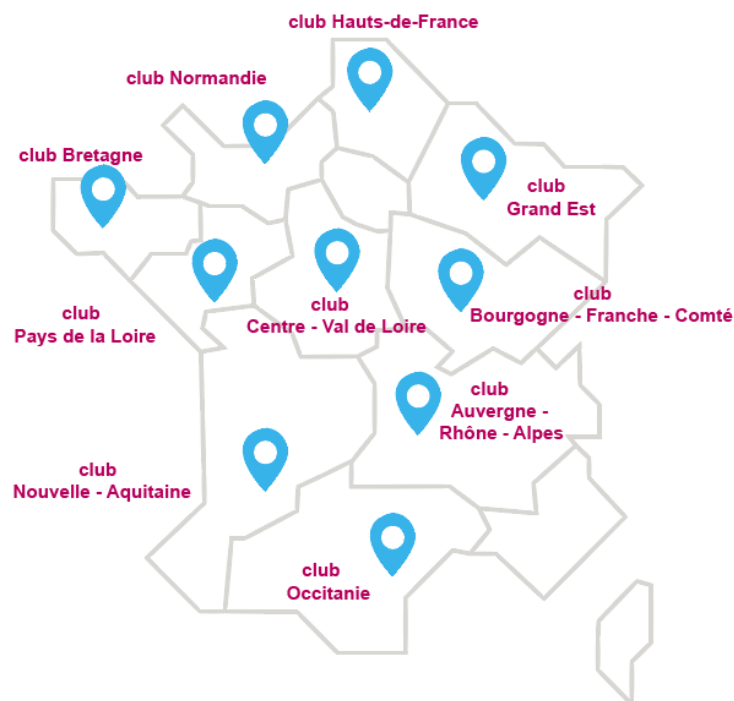 club Hauts-de-France
club Normandie
club Bretagne
club
Grand Est
club
Pays de la Loire
club
Centre - Val de Loire
club
Bourgogne - Franche - Comté
club
Auvergne -
Rhône - Alpes
club
Nouvelle - Aquitaine
club
Occitanie